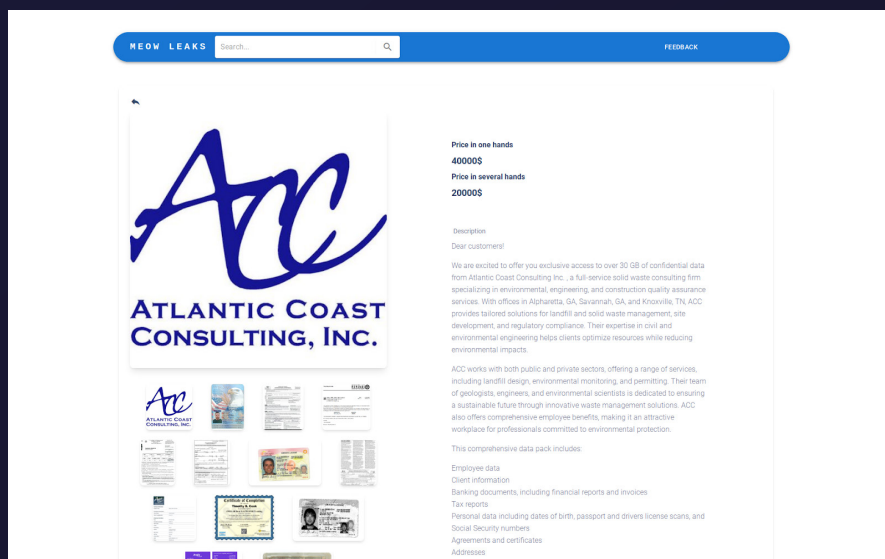 MEOW LEAKS
Search...
FEEDBACK
ACC
ATLANTIC COAST
CONSULTING, INC.
ACC
ATLANTIC COAST
CONSULTING, INC.
Certificate of Completion
Price in one hands
40000$
Price in several hands
20000$
Description
Dear customers!
We are excited to offer you exclusive access to over 30 GB of confidential data
from Atlantic Coast Consulting Inc. , a full-service solid waste consulting firm
specializing in environmental, engineering, and construction quality assurance
services. With offices in Alpharetta, GA, Savannah, GA, and Knoxville, TN, ACC
provides tailored solutions for landfill and solid waste management, site
development, and regulatory compliance. Their expertise in civil and
environmental engineering helps clients optimize resources while reducing
environmental impacts.
ACC works with both public and private sectors, offering a range of services,
including landfill design, environmental monitoring, and permitting. Their team
of geologists, engineers, and environmental scientists is dedicated to ensuring
a sustainable future through innovative waste management solutions. ACC
also offers comprehensive employee benefits, making it an attractive
workplace for professionals committed to environmental protection.
This comprehensive data pack includes:
Employee data
Client information
Banking documents, including financial reports and invoices
Tax reports
Personal data including dates of birth, passport and drivers license scans, and
Social Security numbers
Agreements and certificates
Addresses